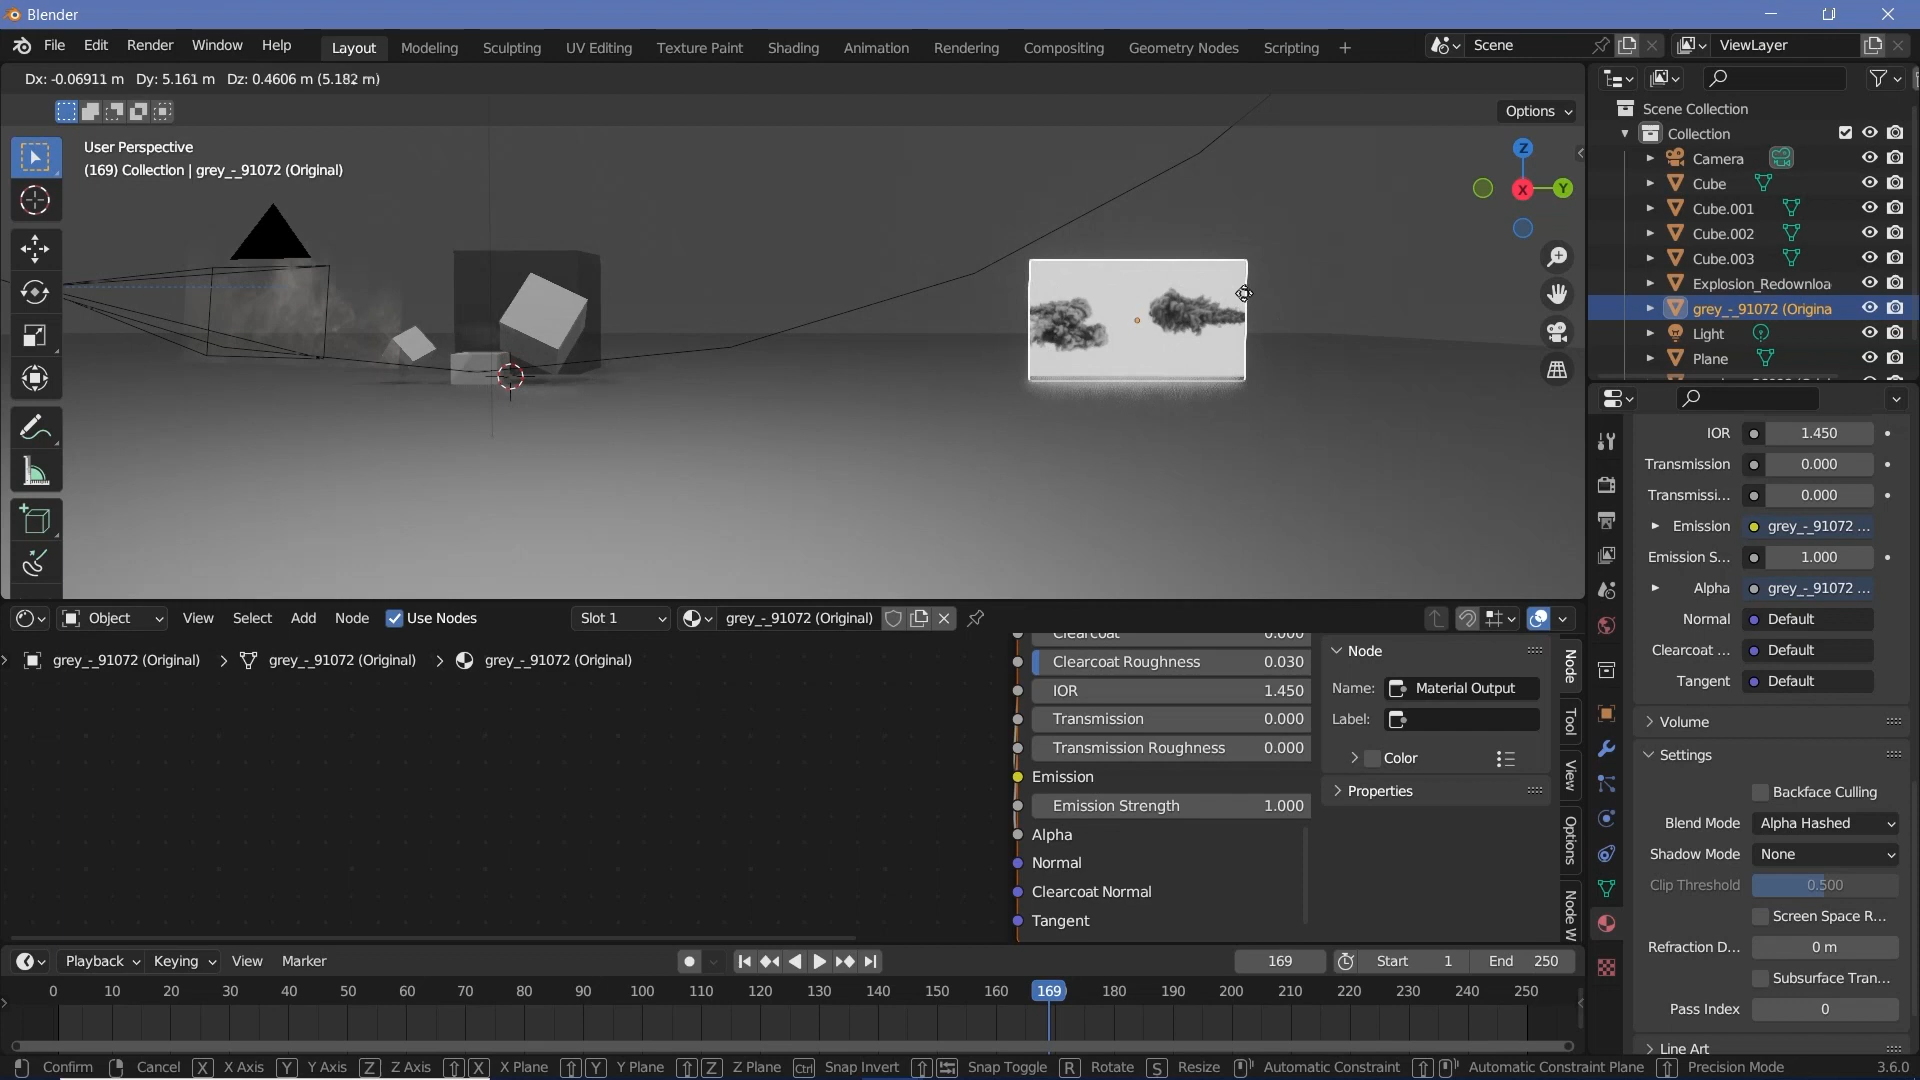 Blender
File Edit Render Window Help
Layout Modeling Sculpting UV Editing Texture Paint Shading Animation Rendering Compositing Geometry Nodes Scripting +
Scene ViewLayer
Dx: -0.06911 m Dy: 5.161 m Dz: 0.4606 m (5.182 m)
Options
User Perspective
(169) Collection | grey_-_91072 (Original)
Z
X Y
Scene Collection
Collection
Camera
Cube
Cube.001
Cube.002
Cube.003
Explosion_Redownloa
grey_-_91072 (Origina
Light
Plane
IOR 1.450
Transmission 0.000
Transmissi... 0.000
Emission grey_-_91072 ...
Emission S... 1.000
Alpha grey_-_91072 ...
Normal Default
Clearcoat ... Default
Tangent Default
Volume
Settings
Backface Culling
Blend Mode Alpha Hashed
Shadow Mode None
Clip Threshold 0.500
Screen Space R...
Refraction D... 0 m
Subsurface Tran...
Pass Index 0
Line Art
Object View Select Add Node Use Nodes Slot 1 grey_-_91072 (Original)
grey_-_91072 (Original) grey_-_91072 (Original) grey_-_91072 (Original)
Clearcoat 0.000
Clearcoat Roughness 0.030
IOR 1.450
Transmission 0.000
Transmission Roughness 0.000
Emission
Emission Strength 1.000
Alpha
Normal
Clearcoat Normal
Tangent
Node
Name: Material Output
Label:
Color
Properties
Node
Tool
View
Options
Node W
Playback Keying View Marker 169 Start 1 End 250
0 10 20 30 40 50 60 70 80 90 100 110 120 130 140 150 160 169 180 190 200 210 220 230 240 250
Confirm Cancel X X Axis Y Y Axis Z Z Axis X X Plane Y Y Plane Z Z Plane Ctrl Snap Invert Snap Toggle R Rotate S Resize Automatic Constraint Automatic Constraint Plane Precision Mode 3.6.0